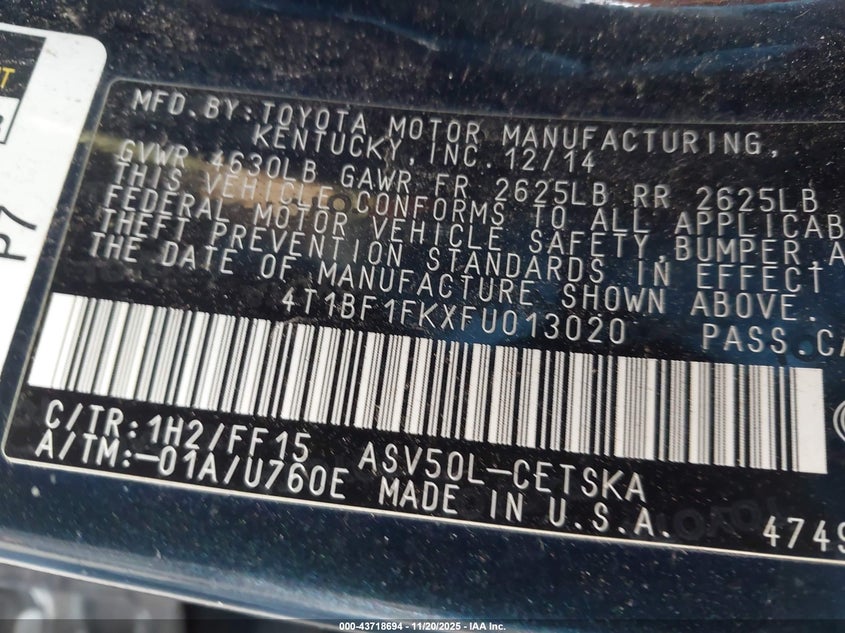 P7
MFD.BY:TOYOTA MOTOR MANUFACTURING,
KENTUCKY,INC. 12/14
GVWR 4630LB GAWR FR 2625LB RR 2625LB
THIS VEHICLE CONFORMS TO ALL APPLICAB
FEDERAL MOTOR VEHICLE SAFETY,BUMPER,A
THEFT PREVENTION STANDARDS IN EFFECT
THE DATE OF MANUFACTURE SHOWN ABOVE.
4T1BF1FKXFU013020 PASS.CA
C/TR:1H2/FF15 ASV50L-CETSKA
A/TM:-01A/U760E MADE IN U.S.A. 4749
000-43718694 - 11/20/2025 - IAA Inc.